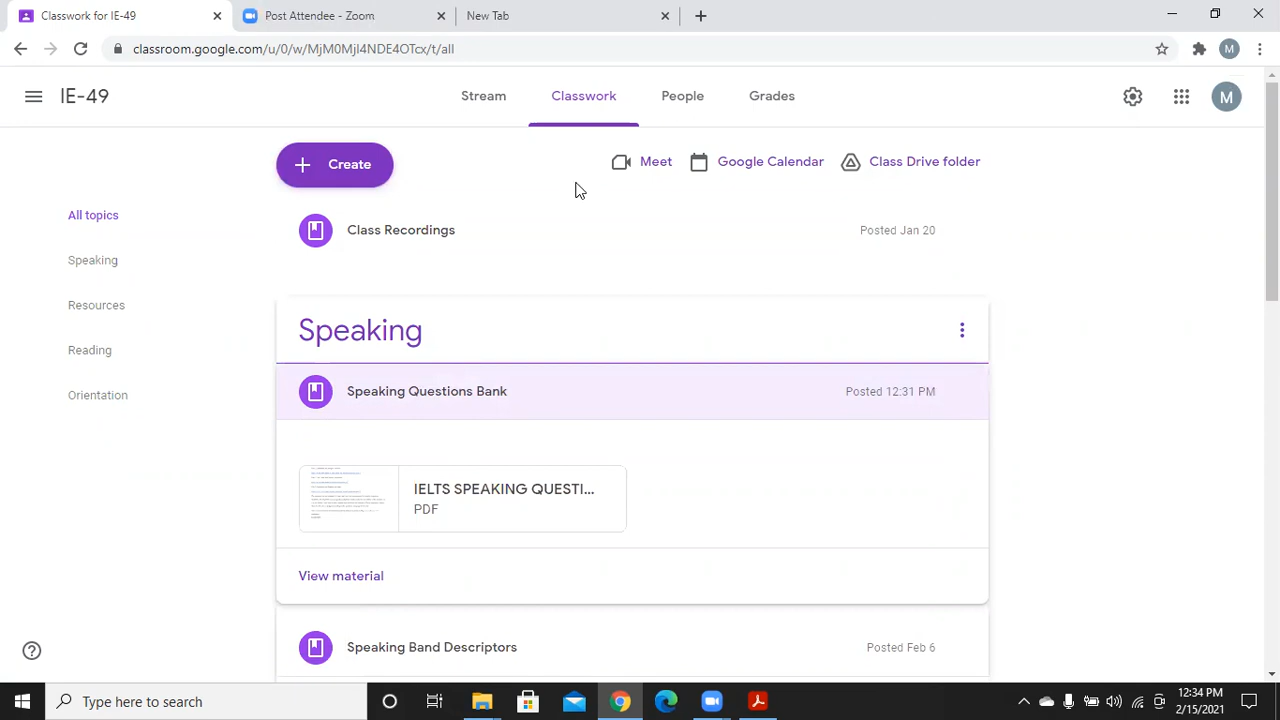 Classwork for IE-49
Post Attendee - Zoom
New Tab
classroom.google.com/u/0/w/MjM0MjI4NDE4OTcx/t/all
M
IE-49
Stream
Classwork
People
Grades
M
Create
Meet
Google Calendar
Class Drive folder
All topics
Speaking
Resources
Reading
Orientation
Class Recordings
Posted Jan 20
Speaking
Speaking Questions Bank
Posted 12:31 PM
IELTS SPEAKING QUESTI...
PDF
View material
Speaking Band Descriptors
Posted Feb 6
Type here to search
12:34 PM
2/15/2021